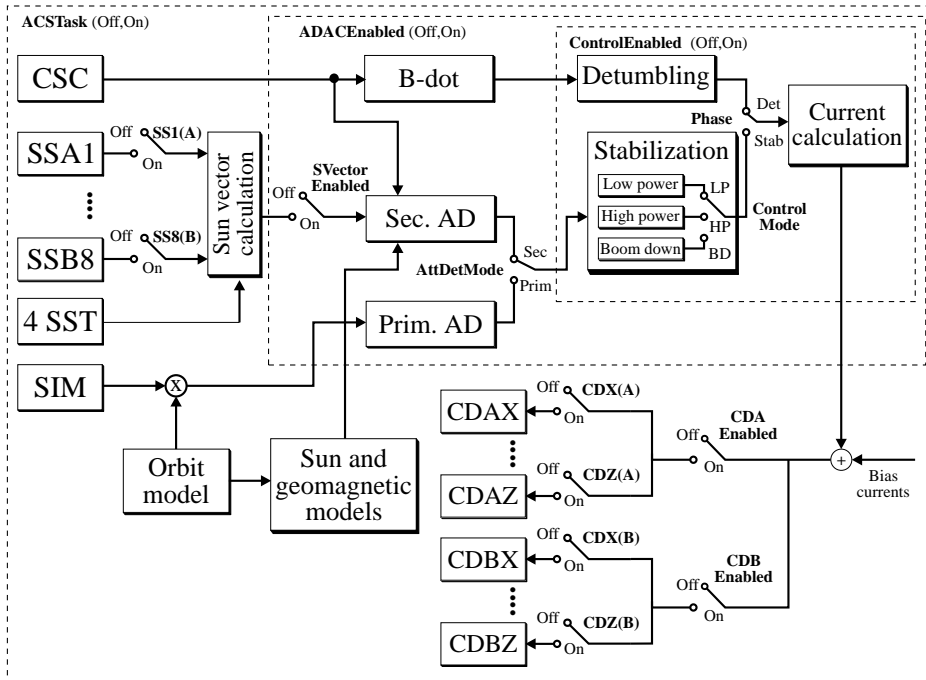 ACSTask (Off,On)
ADACEnabled (Off,On)
ControlEnabled (Off,On)
CSC
B-dot
Detumbling
Det
Phase
Stab
Current
calculation
SSA1
Off
SS1(A)
On
SSB8
Off
SS8(B)
On
4 SST
Sun vector
calculation
SVector
Enabled
Off
On
Sec. AD
Sec
AttDetMode
Prim
Prim. AD
Stabilization
Low power
High power
Boom down
LP
HP
BD
Control
Mode
SIM
X
Orbit
model
Sun and
geomagnetic
models
CDAX
Off
CDX(A)
On
CDAZ
Off
CDZ(A)
On
CDA
Enabled
Off
On
+
Bias
currents
CDBX
Off
CDX(B)
On
CDBZ
Off
CDZ(B)
On
CDB
Enabled
Off
On